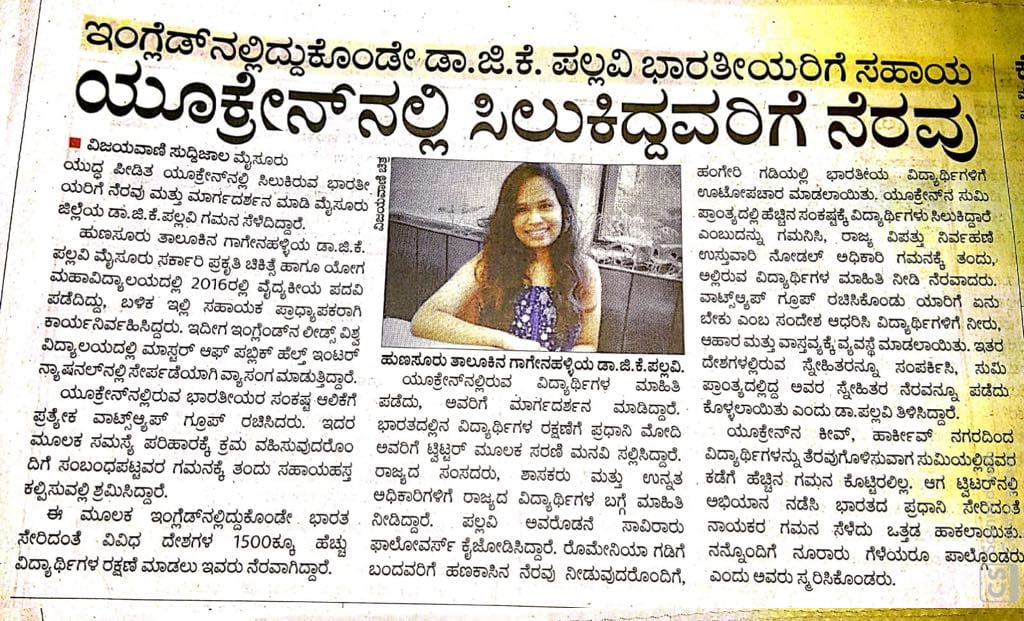 ಇಂಗ್ಲೆಡ್‌ನಲ್ಲಿದ್ದುಕೊಂಡೇ ಡಾ.ಜಿ.ಕೆ. ಪಲ್ಲವಿ ಭಾರತೀಯರಿಗೆ ಸಹಾಯ
ಯೂಕ್ರೇನ್‌ನಲ್ಲಿ ಸಿಲುಕಿದ್ದವರಿಗೆ ನೆರವು
ವಿಜಯವಾಣಿ ಸುದ್ದಿಜಾಲ ಮೈಸೂರು
ಯುದ್ಧ ಪೀಡಿತ ಯೂಕ್ರೇನ್‌ನಲ್ಲಿ ಸಿಲುಕಿರುವ ಭಾರತೀ
ಯರಿಗೆ ನೆರವು ಮತ್ತು ಮಾರ್ಗದರ್ಶನ ಮಾಡಿ ಮೈಸೂರು
ಜಿಲ್ಲೆಯ ಡಾ.ಜಿ.ಕೆ.ಪಲ್ಲವಿ ಗಮನ ಸೆಳೆದಿದ್ದಾರೆ.
ಹುಣಸೂರು ತಾಲೂಕಿನ ಗಾಗೇನಹಳ್ಳಿಯ ಡಾ.ಜಿ.ಕೆ.
ಪಲ್ಲವಿ ಮೈಸೂರು ಸರ್ಕಾರಿ ಪ್ರಕೃತಿ ಚಿಕಿತ್ಸೆ ಹಾಗೂ ಯೋಗ
ಮಹಾವಿದ್ಯಾಲಯದಲ್ಲಿ 2016ರಲ್ಲಿ ವೈದ್ಯಕೀಯ ಪದವಿ
ಪಡೆದಿದ್ದು, ಬಳಿಕ ಇಲ್ಲಿ ಸಹಾಯಕ ಪ್ರಾಧ್ಯಾಪಕರಾಗಿ
ಕಾರ್ಯನಿರ್ವಹಿಸಿದ್ದರು. ಇದೀಗ ಇಂಗ್ಲೆಂಡ್‌ನ ಲೀಡ್ಸ್ ವಿಶ್ವ
ವಿದ್ಯಾಲಯದಲ್ಲಿ ಮಾಸ್ಟರ್ ಆಫ್ ಪಬ್ಲಿಕ್ ಹೆಲ್ತ್ ಇಂಟರ್
ನ್ಯಾಷನಲ್‌ನಲ್ಲಿ ಸೇರ್ಪಡೆಯಾಗಿ ವ್ಯಾಸಂಗ ಮಾಡುತ್ತಿದ್ದಾರೆ.
ಯೂಕ್ರೇನ್‌ನಲ್ಲಿರುವ ಭಾರತೀಯರ ಸಂಕಷ್ಟ ಆಲಿಕೆಗೆ
ಪ್ರತ್ಯೇಕ ವಾಟ್ಸ್‌ಆ್ಯಪ್ ಗ್ರೂಪ್ ರಚಿಸಿದರು. ಇದರ
ಮೂಲಕ ಸಮಸ್ಯೆ ಪರಿಹಾರಕ್ಕೆ ಕ್ರಮ ವಹಿಸುವುದರೊಂ
ದಿಗೆ ಸಂಬಂಧಪಟ್ಟವರ ಗಮನಕ್ಕೆ ತಂದು ಸಹಾಯಹಸ್ತ
ಕಲ್ಪಿಸುವಲ್ಲಿ ಶ್ರಮಿಸಿದ್ದಾರೆ.
ಈ ಮೂಲಕ ಇಂಗ್ಲೆಡ್‌ನಲ್ಲಿದ್ದುಕೊಂಡೇ ಭಾರತ
ಸೇರಿದಂತೆ ವಿವಿಧ ದೇಶಗಳ 1500ಕ್ಕೂ ಹೆಚ್ಚು
ವಿದ್ಯಾರ್ಥಿಗಳ ರಕ್ಷಣೆ ಮಾಡಲು ಇವರು ನೆರವಾಗಿದ್ದಾರೆ.
ವಿಜಯವಾಣಿ ಚಿತ್ರ
ಹುಣಸೂರು ತಾಲೂಕಿನ ಗಾಗೇನಹಳ್ಳಿಯ ಡಾ.ಜಿ.ಕೆ.ಪಲ್ಲವಿ.
ಯೂಕ್ರೇನ್‌ನಲ್ಲಿರುವ ವಿದ್ಯಾರ್ಥಿಗಳ ಮಾಹಿತಿ
ಪಡೆದು, ಅವರಿಗೆ ಮಾರ್ಗದರ್ಶನ ಮಾಡಿದ್ದಾರೆ.
ಭಾರತದಲ್ಲಿನ ವಿದ್ಯಾರ್ಥಿಗಳ ರಕ್ಷಣೆಗೆ ಪ್ರಧಾನಿ ಮೋದಿ
ಅವರಿಗೆ ಟ್ವಿಟ್ಟರ್ ಮೂಲಕ ಸರಣಿ ಮನವಿ ಸಲ್ಲಿಸಿದ್ದಾರೆ.
ರಾಜ್ಯದ ಸಂಸದರು, ಶಾಸಕರು ಮತ್ತು ಉನ್ನತ
ಅಧಿಕಾರಿಗಳಿಗೆ ರಾಜ್ಯದ ವಿದ್ಯಾರ್ಥಿಗಳ ಬಗ್ಗೆ ಮಾಹಿತಿ
ನೀಡಿದ್ದಾರೆ. ಪಲ್ಲವಿ ಅವರೊಡನೆ ಸಾವಿರಾರು
ಫಾಲೋವರ್ಸ್ ಕೈಜೋಡಿಸಿದ್ದಾರೆ. ರೊಮೇನಿಯಾ ಗಡಿಗೆ
ಬಂದವರಿಗೆ ಹಣಕಾಸಿನ ನೆರವು ನೀಡುವುದರೊಂದಿಗೆ,
ಹಂಗೇರಿ ಗಡಿಯಲ್ಲಿ ಭಾರತೀಯ ವಿದ್ಯಾರ್ಥಿಗಳಿಗೆ
ಊಟೋಪಚಾರ ಮಾಡಲಾಯಿತು. ಯೂಕ್ರೇನ್‌ನ ಸುಮಿ
ಪ್ರಾಂತ್ಯದಲ್ಲಿ ಹೆಚ್ಚಿನ ಸಂಕಷ್ಟಕ್ಕೆ ವಿದ್ಯಾರ್ಥಿಗಳು ಸಿಲುಕಿದ್ದಾರೆ
ಎಂಬುದನ್ನು ಗಮನಿಸಿ, ರಾಜ್ಯ ವಿಪತ್ತು ನಿರ್ವಹಣೆ
ಉಸ್ತುವಾರಿ ನೋಡಲ್ ಅಧಿಕಾರಿ ಗಮನಕ್ಕೆ ತಂದು,
ಅಲ್ಲಿರುವ ವಿದ್ಯಾರ್ಥಿಗಳ ಮಾಹಿತಿ ನೀಡಿ ನೆರವಾದರು.
ವಾಟ್ಸ್‌ಆ್ಯಪ್ ಗ್ರೂಪ್ ರಚಿಸಿಕೊಂಡು ಯಾರಿಗೆ ಏನು
ಬೇಕು ಎಂಬ ಸಂದೇಶ ಆಧರಿಸಿ ವಿದ್ಯಾರ್ಥಿಗಳಿಗೆ ನೀರು,
ಆಹಾರ ಮತ್ತು ವಾಸ್ತವ್ಯಕ್ಕೆ ವ್ಯವಸ್ಥೆ ಮಾಡಲಾಯಿತು. ಇತರ
ದೇಶಗಳಲ್ಲಿರುವ ಸ್ನೇಹಿತರನ್ನೂ ಸಂಪರ್ಕಿಸಿ, ಸುಮಿ
ಪ್ರಾಂತ್ಯದಲ್ಲಿದ್ದ ಅವರ ಸ್ನೇಹಿತರ ನೆರವನ್ನೂ ಪಡೆದು
ಕೊಳ್ಳಲಾಯಿತು ಎಂದು ಡಾ.ಪಲ್ಲವಿ ತಿಳಿಸಿದ್ದಾರೆ.
ಯೂಕ್ರೇನ್‌ನ ಕೀವ್, ಹಾರ್ಕಿವ್ ನಗರದಿಂದ
ವಿದ್ಯಾರ್ಥಿಗಳನ್ನು ತೆರವುಗೊಳಿಸುವಾಗ ಸುಮಿಯಲ್ಲಿದ್ದವರ
ಕಡೆಗೆ ಹೆಚ್ಚಿನ ಗಮನ ಕೊಟ್ಟಿರಲಿಲ್ಲ. ಆಗ ಟ್ವಿಟರ್‌ನಲ್ಲಿ
ಅಭಿಯಾನ ನಡೆಸಿ ಭಾರತದ ಪ್ರಧಾನಿ ಸೇರಿದಂತೆ
ನಾಯಕರ ಗಮನ ಸೆಳೆದು ಒತ್ತಡ ಹಾಕಲಾಯಿತು.
ನನ್ನೊಂದಿಗೆ ನೂರಾರು ಗೆಳೆಯರೂ ಪಾಲ್ಗೊಂಡರು
ಎಂದು ಅವರು ಸ್ಮರಿಸಿಕೊಂಡರು.
CS